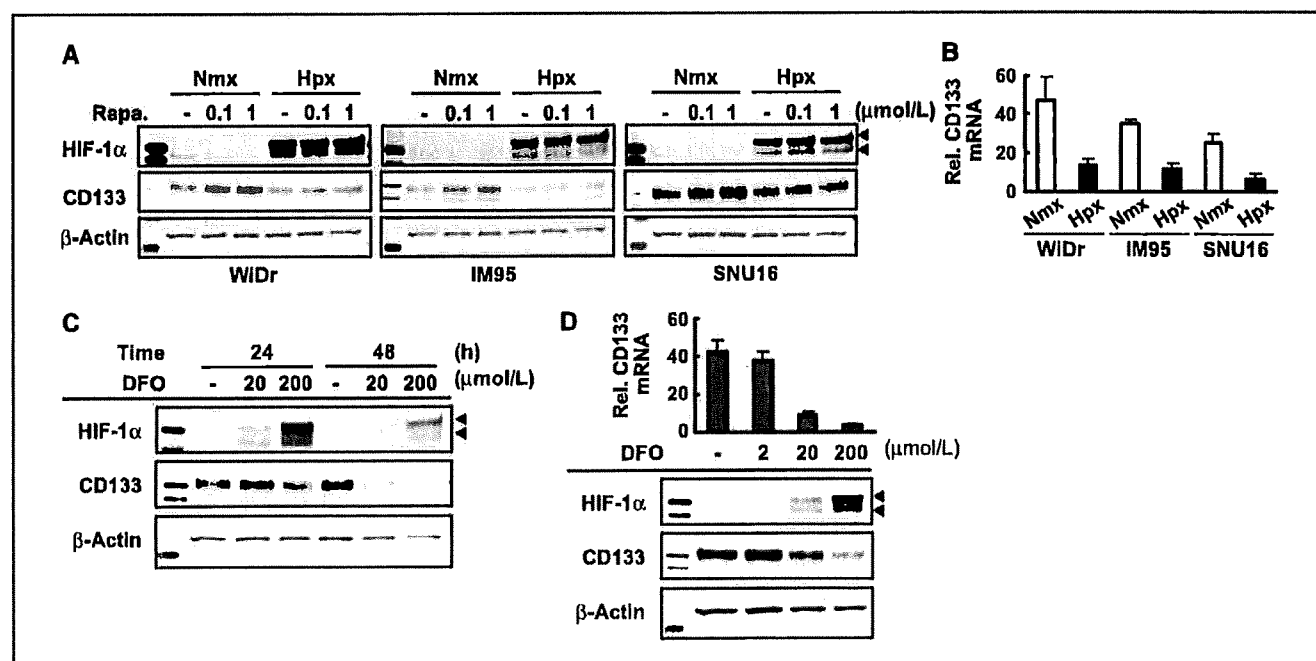 A
Nmx Hpx Nmx Hpx Nmx Hpx
Rapa. - 0.1 1 - 0.1 1 - 0.1 1 - 0.1 1 - 0.1 1 - 0.1 1 (μmol/L)
HIF-1α
CD133
β-Actin
WiDr IM95 SNU16
B
Rel. CD133
mRNA
60
40
20
0
Nmx Hpx Nmx Hpx Nmx Hpx
WiDr IM95 SNU16
C
Time 24 48 (h)
DFO - 20 200 - 20 200 (μmol/L)
HIF-1α
CD133
β-Actin
D
Rel. CD133
mRNA
60
40
20
0
DFO - 2 20 200 (μmol/L)
HIF-1α
CD133
β-Actin